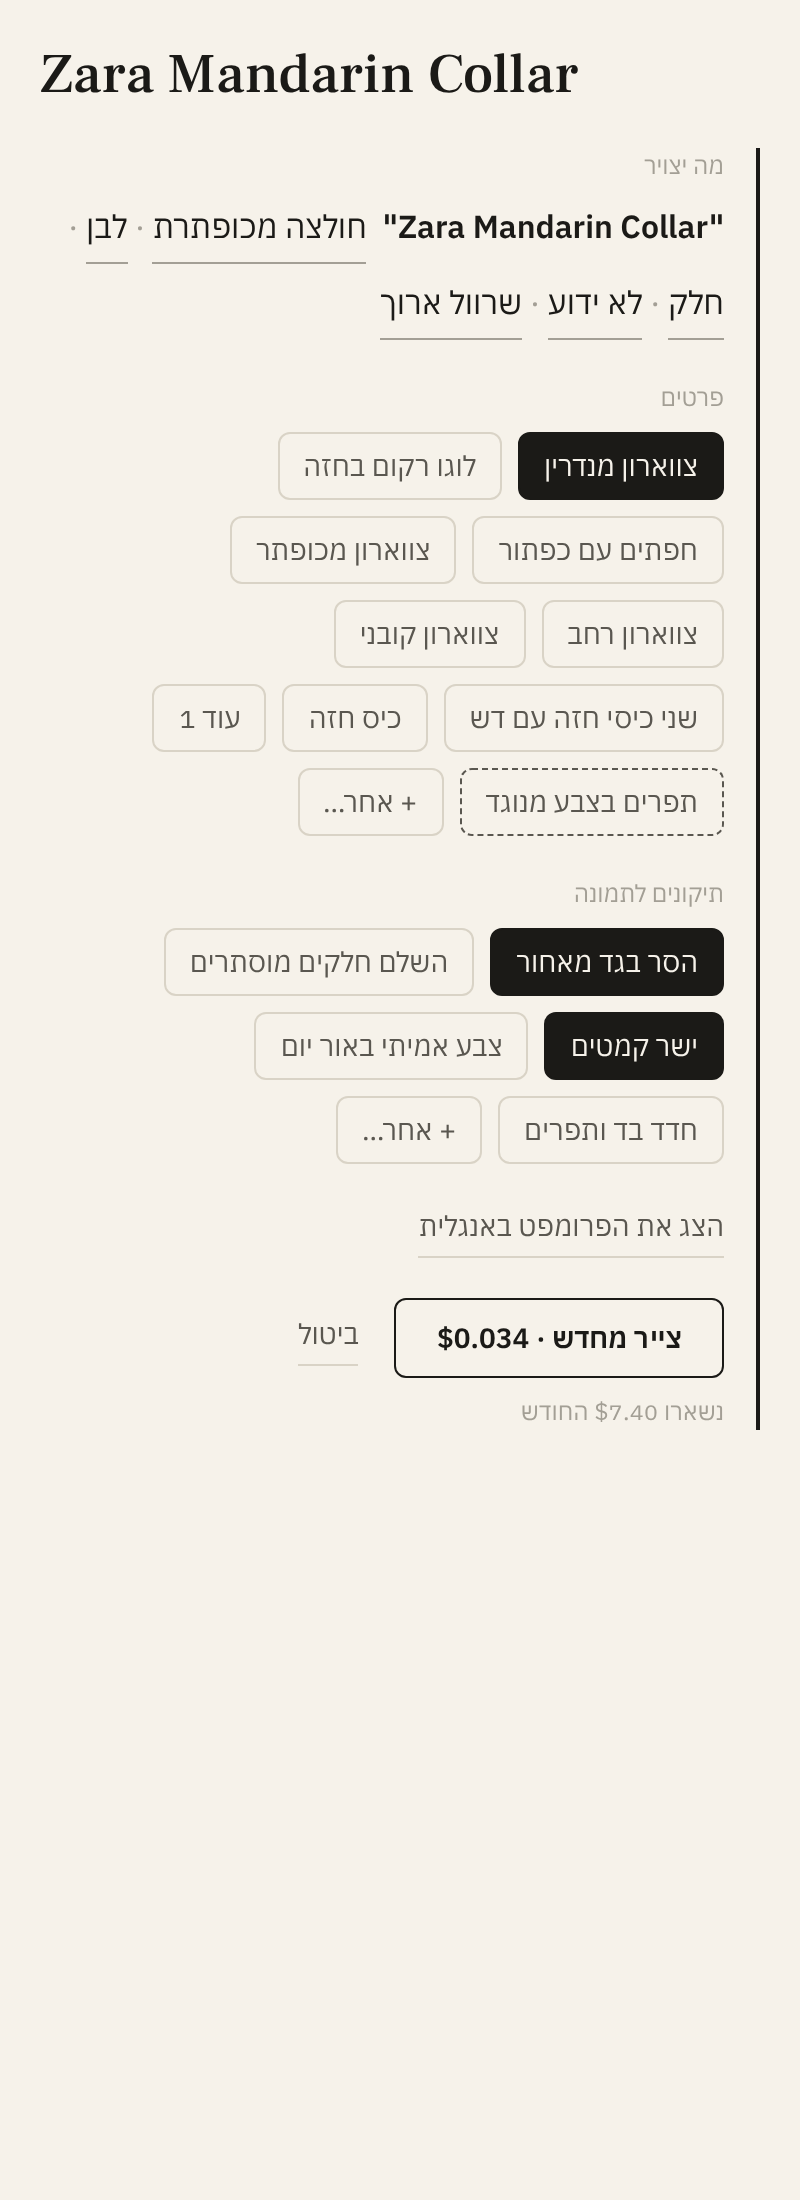 Zara Mandarin Collar
מה יצויר
"Zara Mandarin Collar" חולצה מכופתרת · לבן ·
חלק · לא ידוע · שרוול ארוך
פרטים
צווארון מנדרין לוגו רקום בחזה
חפתים עם כפתור צווארון מכופתר
צווארון רחב צווארון קובני
שני כיסי חזה עם דש כיס חזה עוד 1
תפרים בצבע מנוגד + אחר...
תיקונים לתמונה
הסר בגד מאחור השלם חלקים מוסתרים
ישר קמטים צבע אמיתי באור יום
חדד בד ותפרים + אחר...
הצג את הפרומפט באנגלית
צייר מחדש · $0.034 ביטול
נשארו $7.40 החודש